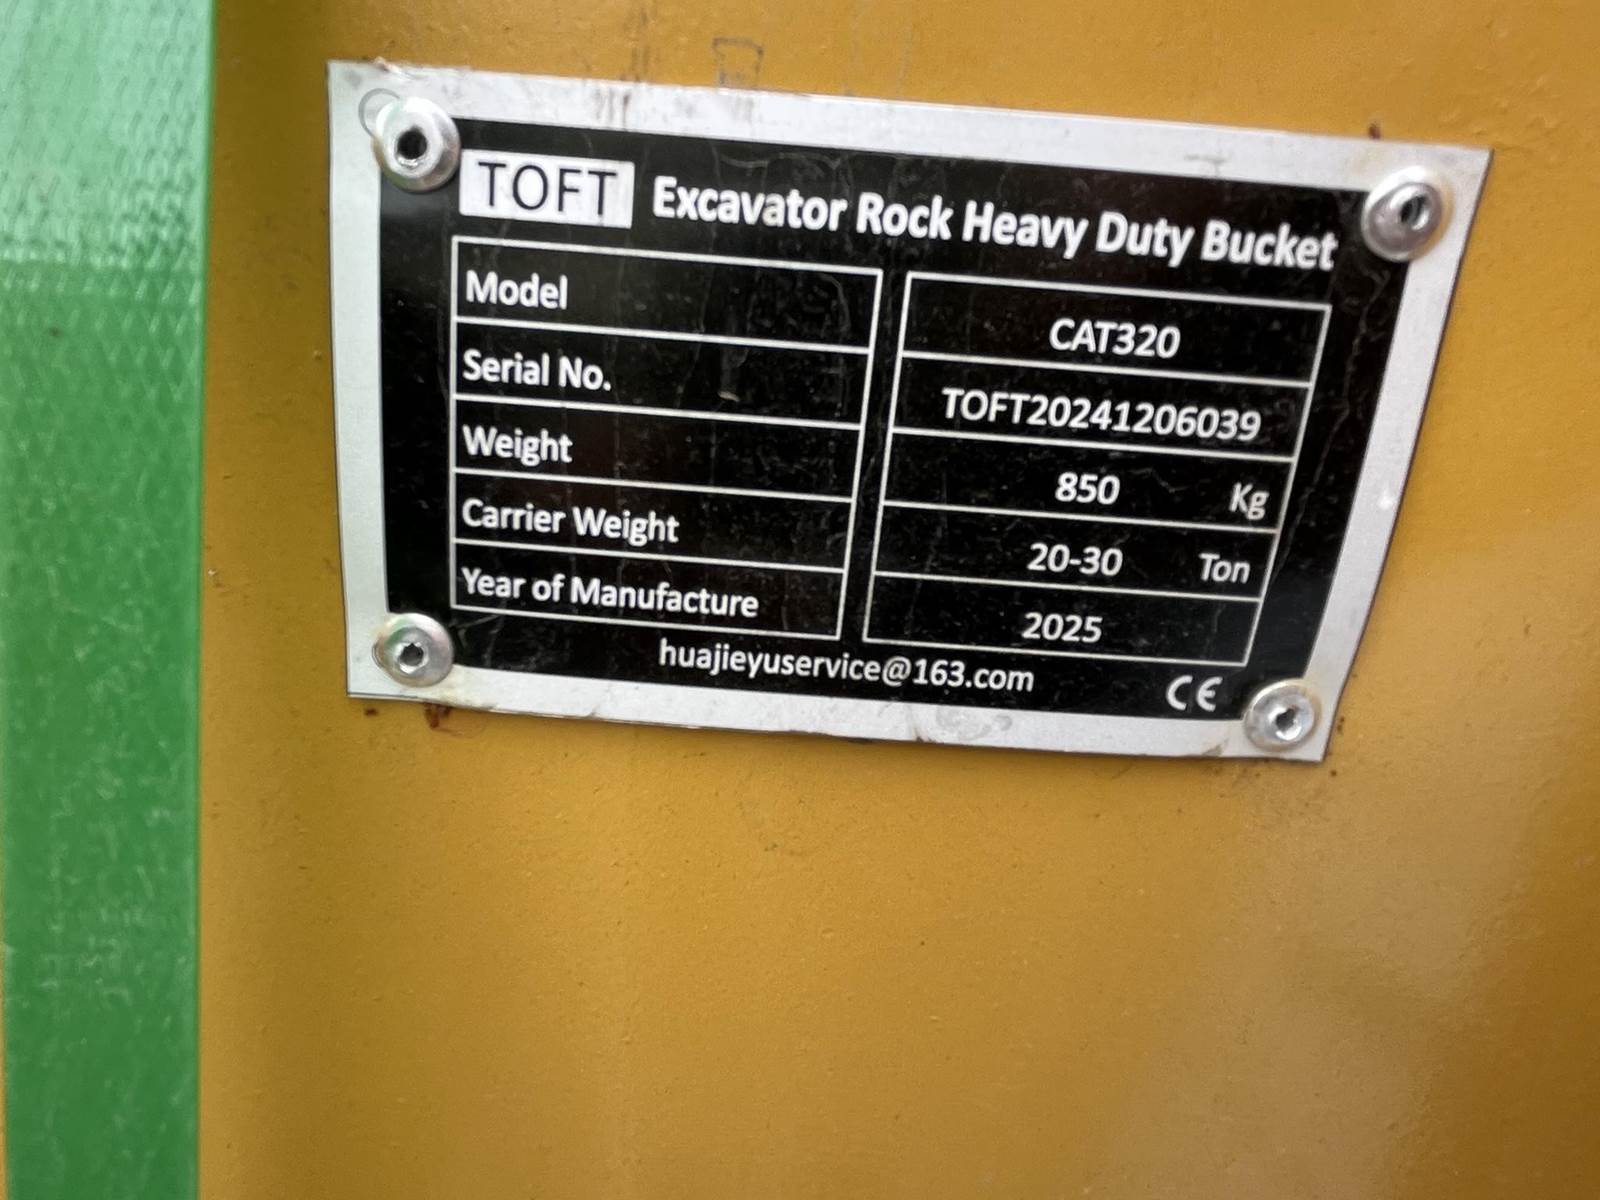 TOFT Excavator Rock Heavy Duty Bucket
Model CAT320
Serial No. TOFT20241206039
Weight 850 Kg
Carrier Weight 20-30 Ton
Year of Manufacture 2025
huajieyuservice@163.com
CE